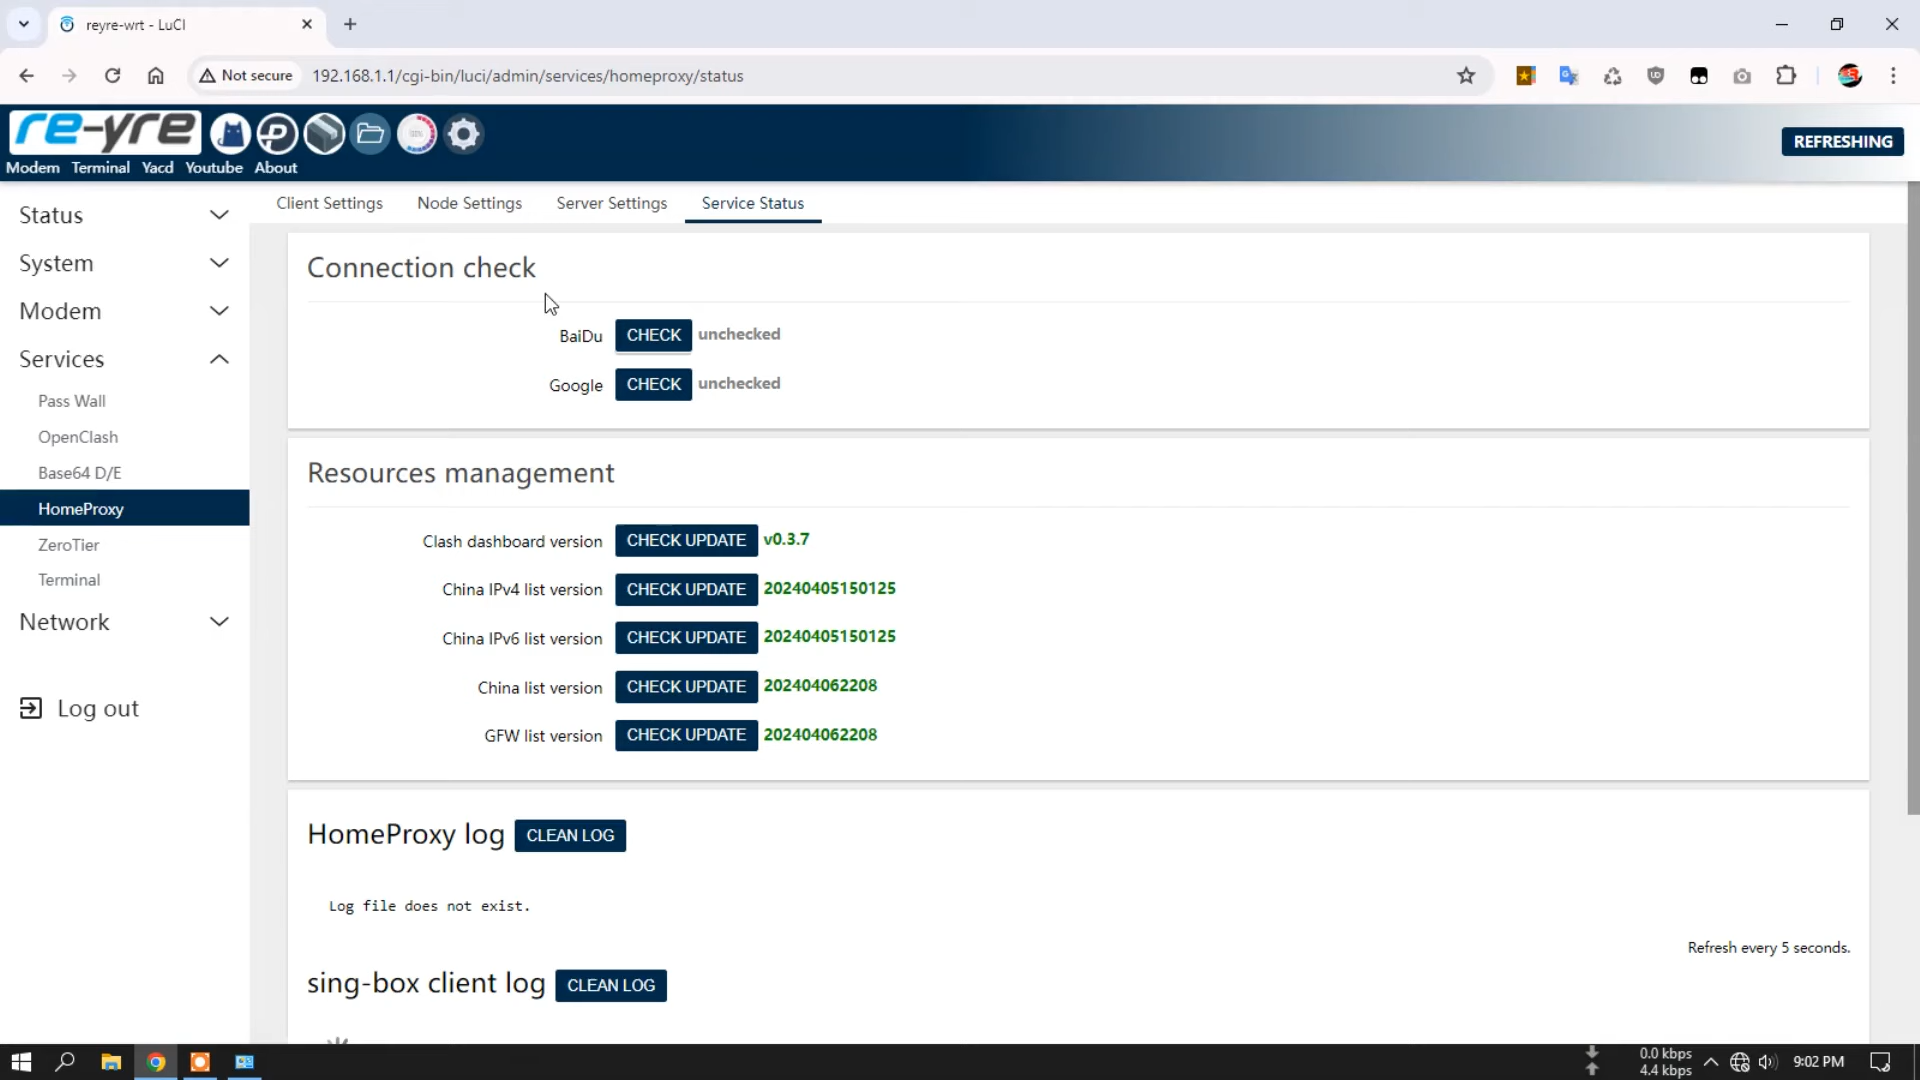 reyre-wrt - LuCI
Not secure
192.168.1.1/cgi-bin/luci/admin/services/homeproxy/status
re-yre
REFRESHING
Modem Terminal Yacd Youtube About
Status
System
Modem
Services
Pass Wall
OpenClash
Base64 D/E
HomeProxy
ZeroTier
Terminal
Network
Log out
Client Settings Node Settings Server Settings Service Status
Connection check
BaiDu CHECK unchecked
Google CHECK unchecked
Resources management
Clash dashboard version CHECK UPDATE v0.3.7
China IPv4 list version CHECK UPDATE 20240405150125
China IPv6 list version CHECK UPDATE 20240405150125
China list version CHECK UPDATE 202404062208
GFW list version CHECK UPDATE 202404062208
HomeProxy log CLEAN LOG
Log file does not exist.
Refresh every 5 seconds.
sing-box client log CLEAN LOG
0.0 kbps
4.4 kbps
9:02 PM